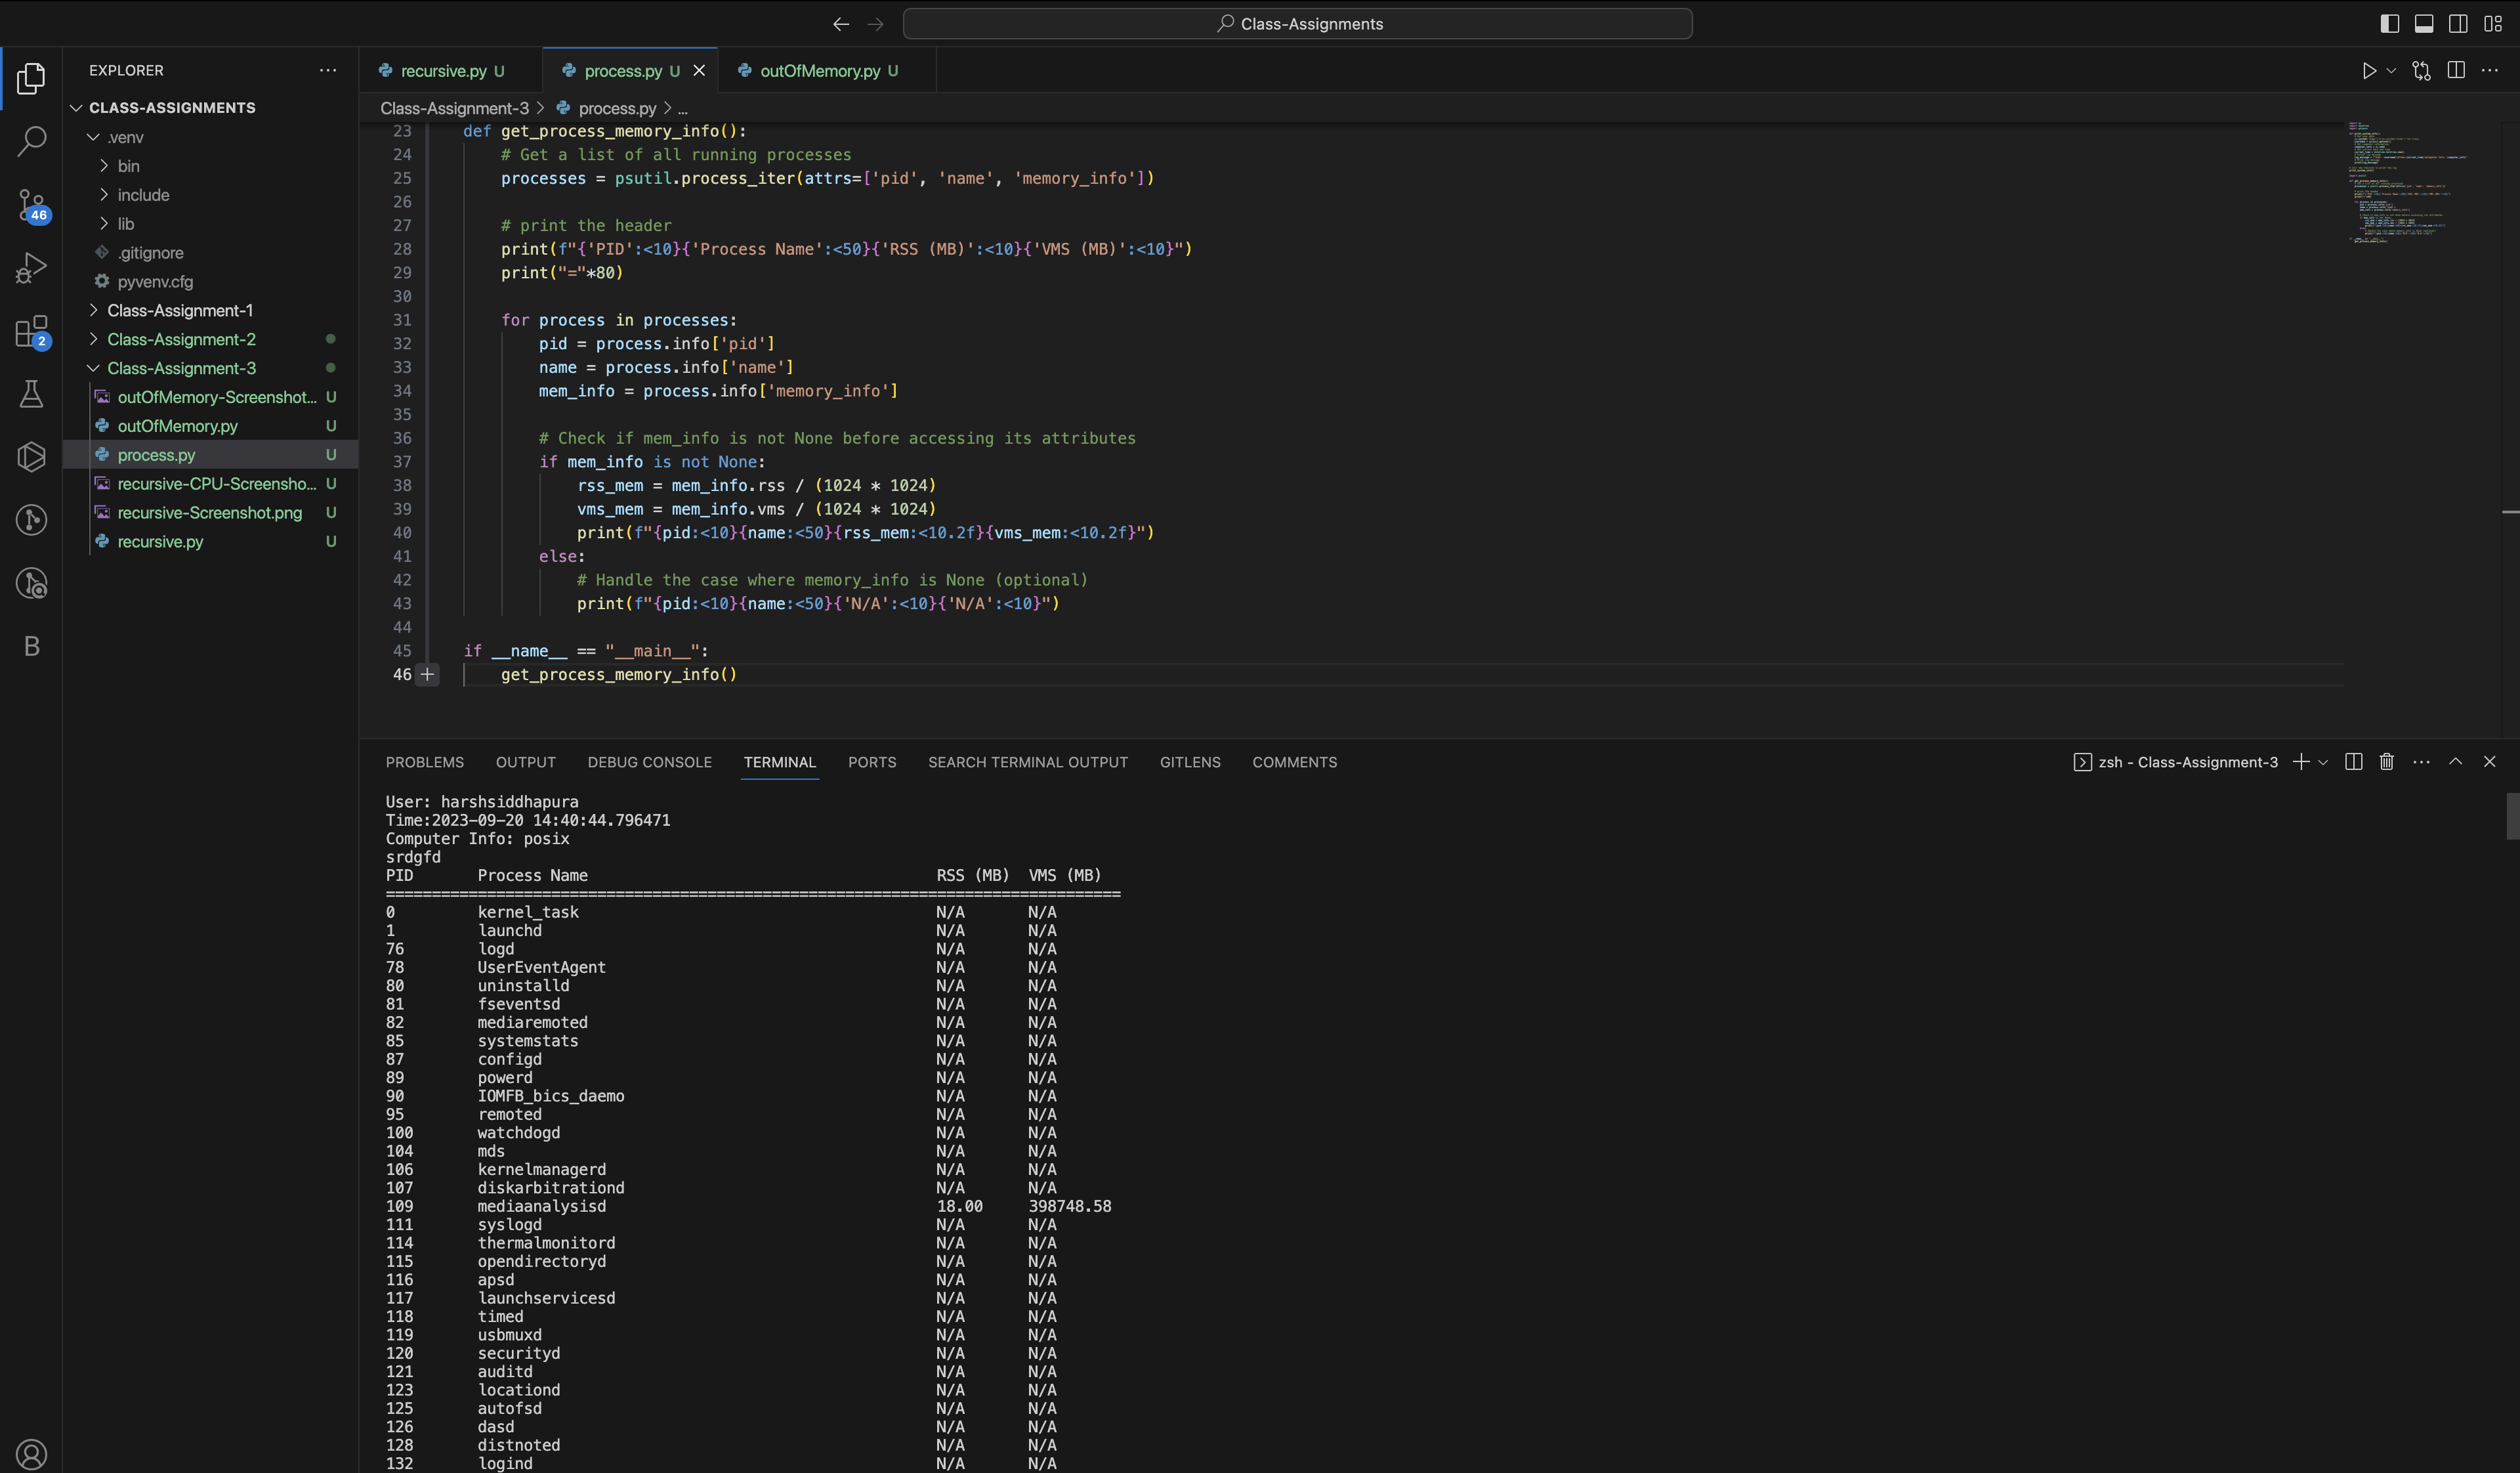 Class-Assignments
EXPLORER
CLASS-ASSIGNMENTS
.venv
bin
include
lib
.gitignore
pyvenv.cfg
Class-Assignment-1
Class-Assignment-2
Class-Assignment-3
outOfMemory-Screenshot... U
outOfMemory.py U
process.py U
recursive-CPU-Screensho... U
recursive-Screenshot.png U
recursive.py U
46
2
B
recursive.py U
process.py U
outOfMemory.py U
Class-Assignment-3 > process.py > ...
23 def get_process_memory_info():
24 # Get a list of all running processes
25 processes = psutil.process_iter(attrs=['pid', 'name', 'memory_info'])
26
27 # print the header
28 print(f"{'PID':<10}{'Process Name':<50}{'RSS (MB)':<10}{'VMS (MB)':<10}")
29 print("="*80)
30
31 for process in processes:
32 pid = process.info['pid']
33 name = process.info['name']
34 mem_info = process.info['memory_info']
35
36 # Check if mem_info is not None before accessing its attributes
37 if mem_info is not None:
38 rss_mem = mem_info.rss / (1024 * 1024)
39 vms_mem = mem_info.vms / (1024 * 1024)
40 print(f"{pid:<10}{name:<50}{rss_mem:<10.2f}{vms_mem:<10.2f}")
41 else:
42 # Handle the case where memory_info is None (optional)
43 print(f"{pid:<10}{name:<50}{'N/A':<10}{'N/A':<10}")
44
45 if __name__ == "__main__":
46 get_process_memory_info()
PROBLEMS OUTPUT DEBUG CONSOLE TERMINAL PORTS SEARCH TERMINAL OUTPUT GITLENS COMMENTS
zsh - Class-Assignment-3
User: harshsiddhapura
Time:2023-09-20 14:40:44.796471
Computer Info: posix
srdgfd
PID Process Name RSS (MB) VMS (MB)
================================================================================
0 kernel_task N/A N/A
1 launchd N/A N/A
76 logd N/A N/A
78 UserEventAgent N/A N/A
80 uninstalld N/A N/A
81 fseventsd N/A N/A
82 mediaremoted N/A N/A
85 systemstats N/A N/A
87 configd N/A N/A
89 powerd N/A N/A
90 IOMFB_bics_daemo N/A N/A
95 remoted N/A N/A
100 watchdogd N/A N/A
104 mds N/A N/A
106 kernelmanagerd N/A N/A
107 diskarbitrationd N/A N/A
109 mediaanalysisd 18.00 398748.58
111 syslogd N/A N/A
114 thermalmonitord N/A N/A
115 opendirectoryd N/A N/A
116 apsd N/A N/A
117 launchservicesd N/A N/A
118 timed N/A N/A
119 usbmuxd N/A N/A
120 securityd N/A N/A
121 auditd N/A N/A
123 locationd N/A N/A
125 autofsd N/A N/A
126 dasd N/A N/A
128 distnoted N/A N/A
132 logind N/A N/A